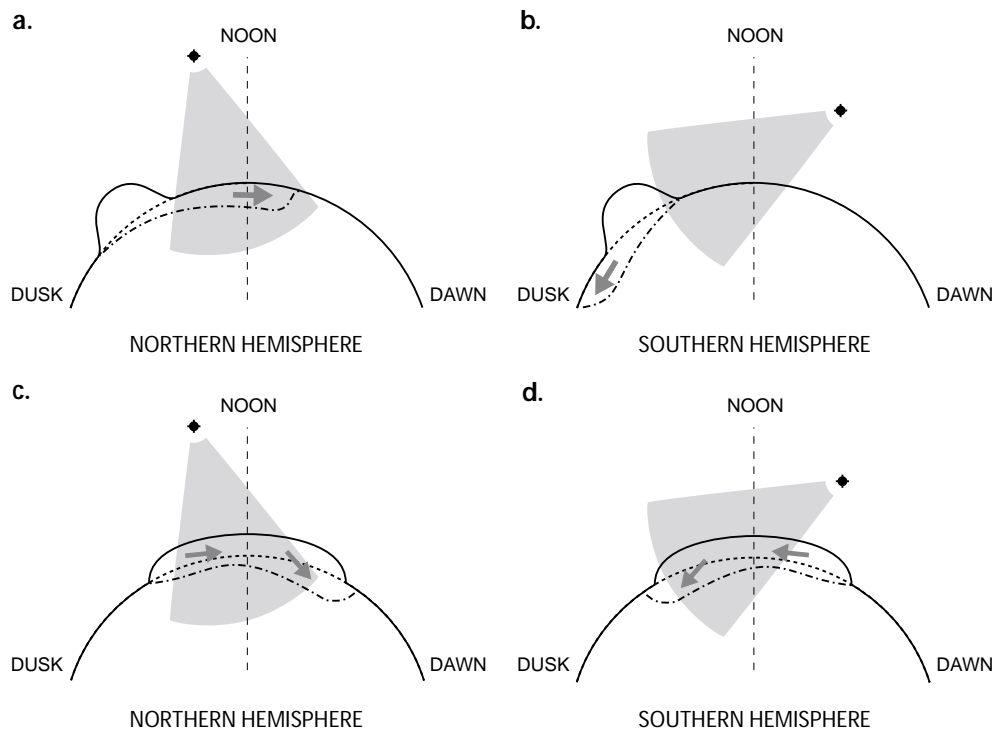 a.
NOON
DUSK
DAWN
NORTHERN HEMISPHERE
b.
NOON
DUSK
DAWN
SOUTHERN HEMISPHERE
c.
NOON
DUSK
DAWN
NORTHERN HEMISPHERE
d.
NOON
DUSK
DAWN
SOUTHERN HEMISPHERE